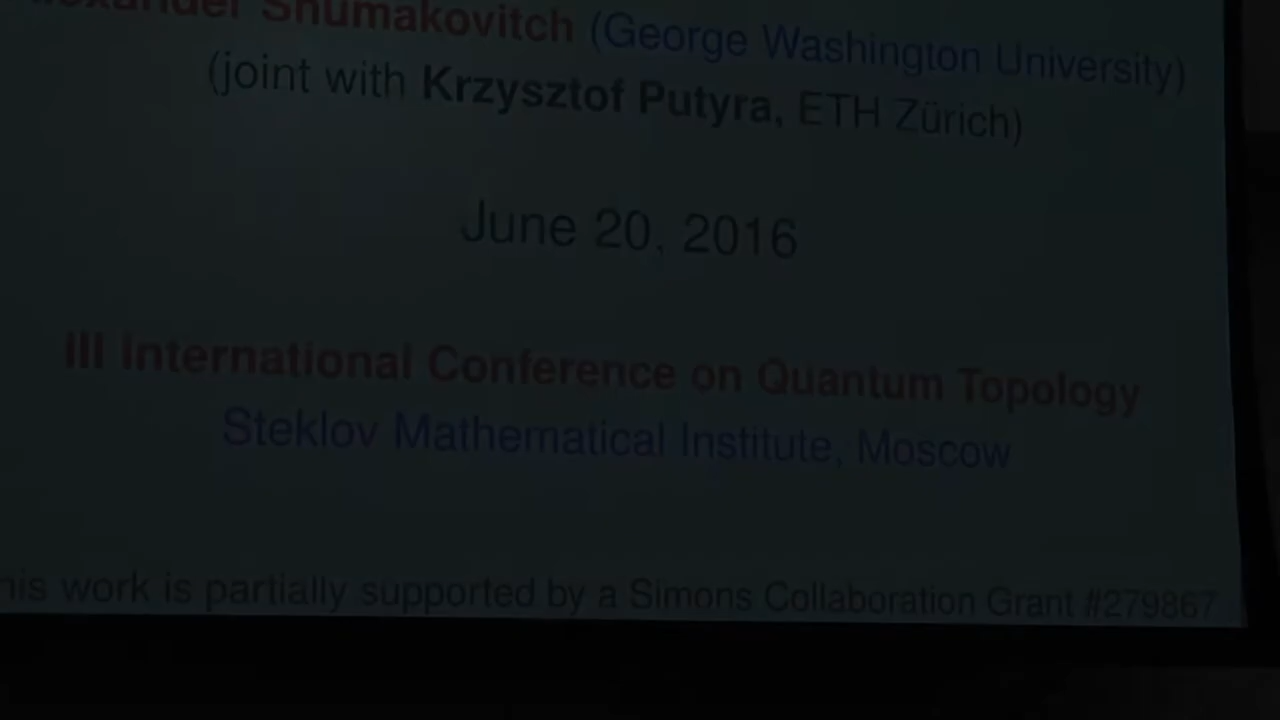 Shumakovitch (George Washington University)
(joint with Krzysztof Putyra, ETH Zürich)
June 20, 2016
III International Conference on Quantum Topology
Steklov Mathematical Institute, Moscow
his work is partially supported by a Simons Collaboration Grant #279867